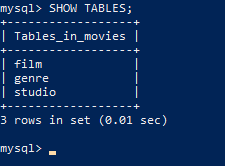 mysql> SHOW TABLES;
+------------------+
| Tables_in_movies |
+------------------+
| film             |
| genre            |
| studio           |
+------------------+
3 rows in set (0.01 sec)
mysql>